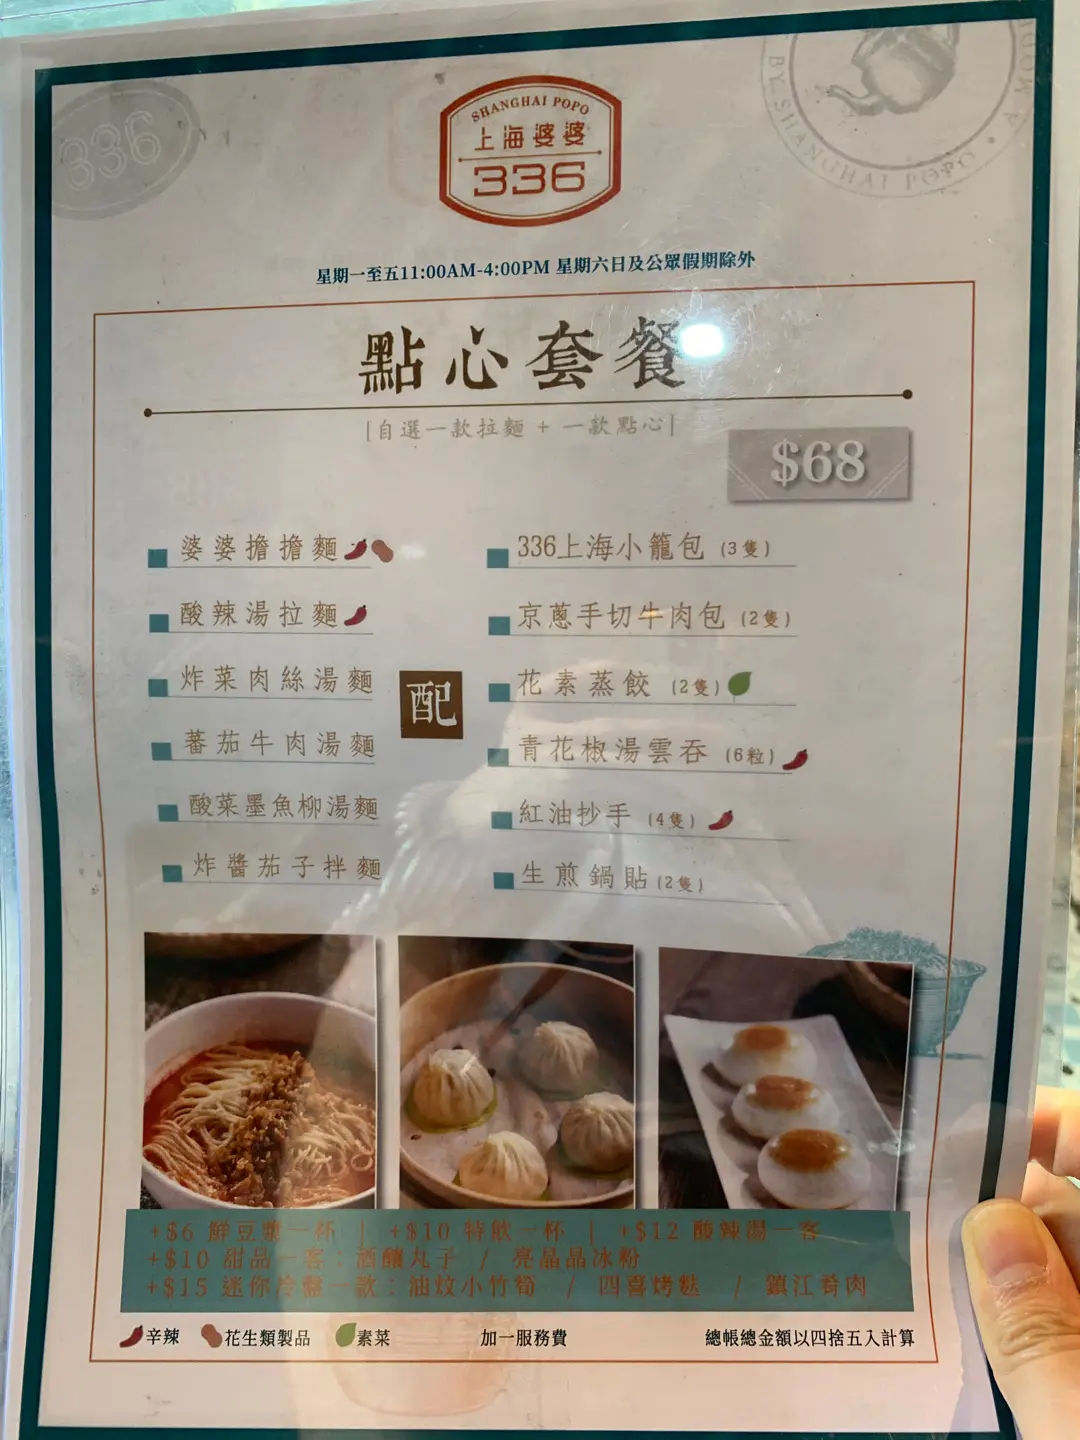 336
BY SHANGHAI POPO
SHANGHAI POPO
上海婆婆
336
星期一至五11:00AM-4:00PM 星期六日及公眾假期除外
點心套餐
[自選一款拉麵 + 一款點心]
$68
婆婆擔擔麵
酸辣湯拉麵
炸菜肉絲湯麵
蕃茄牛肉湯麵
酸菜墨魚柳湯麵
炸醬茄子拌麵
配
336上海小籠包 (3隻)
京蔥手切牛肉包 (2隻)
花素蒸餃 (2隻)
青花椒湯雲吞 (6粒)
紅油抄手 (4隻)
生煎鍋貼 (2隻)
+$6 鮮豆漿一杯 | +$10 特飲一杯 | +$12 酸辣湯一客
+$10 甜品一客：酒釀丸子 / 亮晶晶冰粉
+$15 迷你冷盤一款：油炆小竹筍 / 四喜烤麩 / 鎮江肴肉
辛辣 花生類製品 素菜 加一服務費 總帳總金額以四捨五入計算